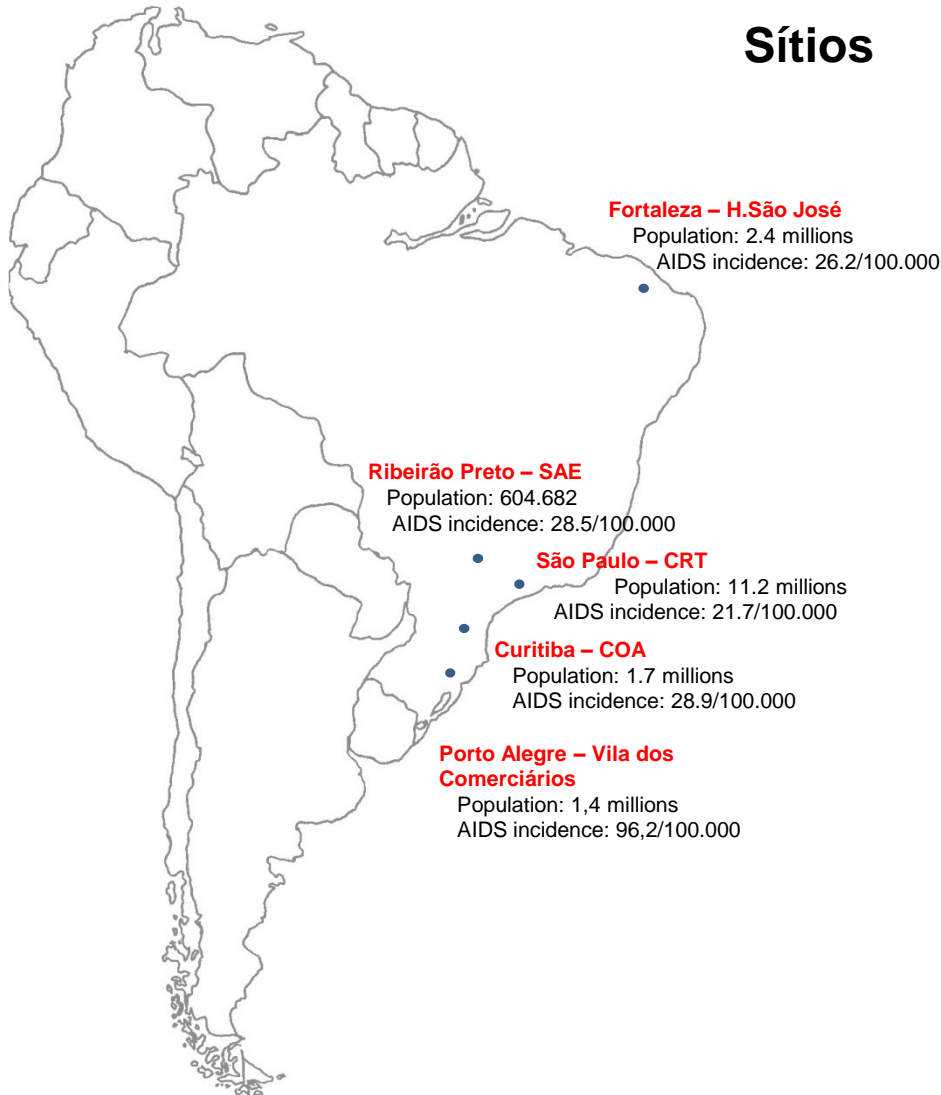 Sítios
Fortaleza – H.São José
Population: 2.4 millions
AIDS incidence: 26.2/100.000
Ribeirão Preto – SAE
Population: 604.682
AIDS incidence: 28.5/100.000
São Paulo – CRT
Population: 11.2 millions
AIDS incidence: 21.7/100.000
Curitiba – COA
Population: 1.7 millions
AIDS incidence: 28.9/100.000
Porto Alegre – Vila dos
Comerciários
Population: 1,4 millions
AIDS incidence: 96,2/100.000